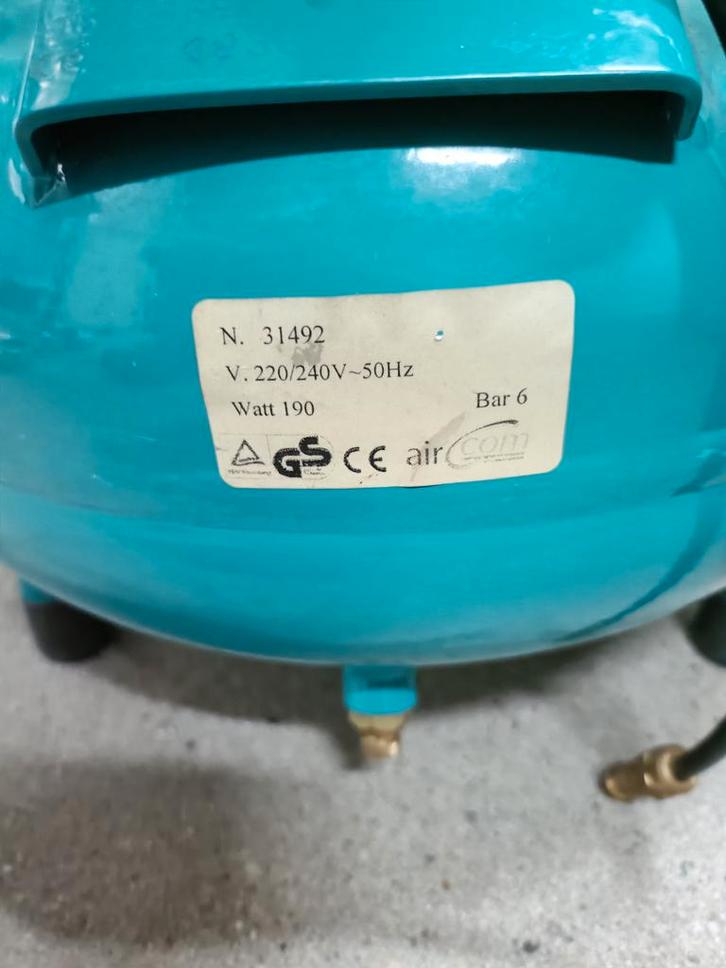 N. 31492
V. 220/240V~50Hz
Watt 190 Bar 6
GS CE air com